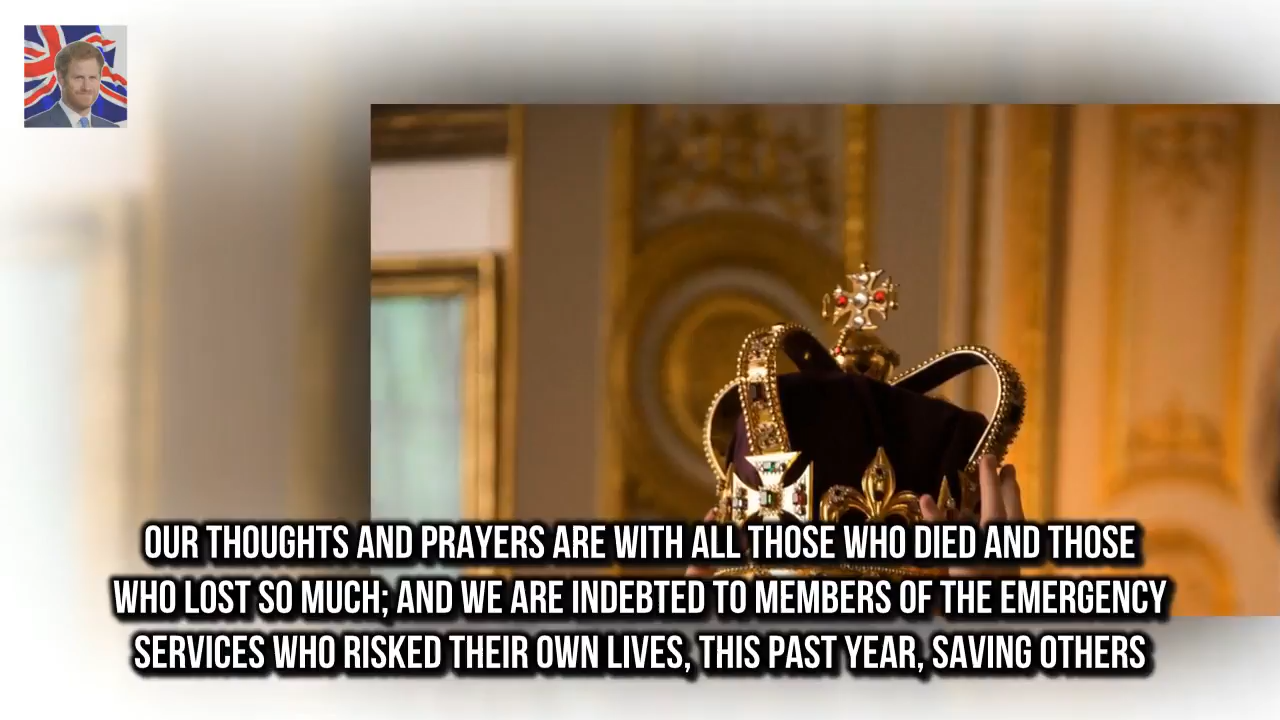 OUR THOUGHTS AND PRAYERS ARE WITH ALL THOSE WHO DIED AND THOSE
WHO LOST SO MUCH; AND WE ARE INDEBTED TO MEMBERS OF THE EMERGENCY
SERVICES WHO RISKED THEIR OWN LIVES, THIS PAST YEAR, SAVING OTHERS